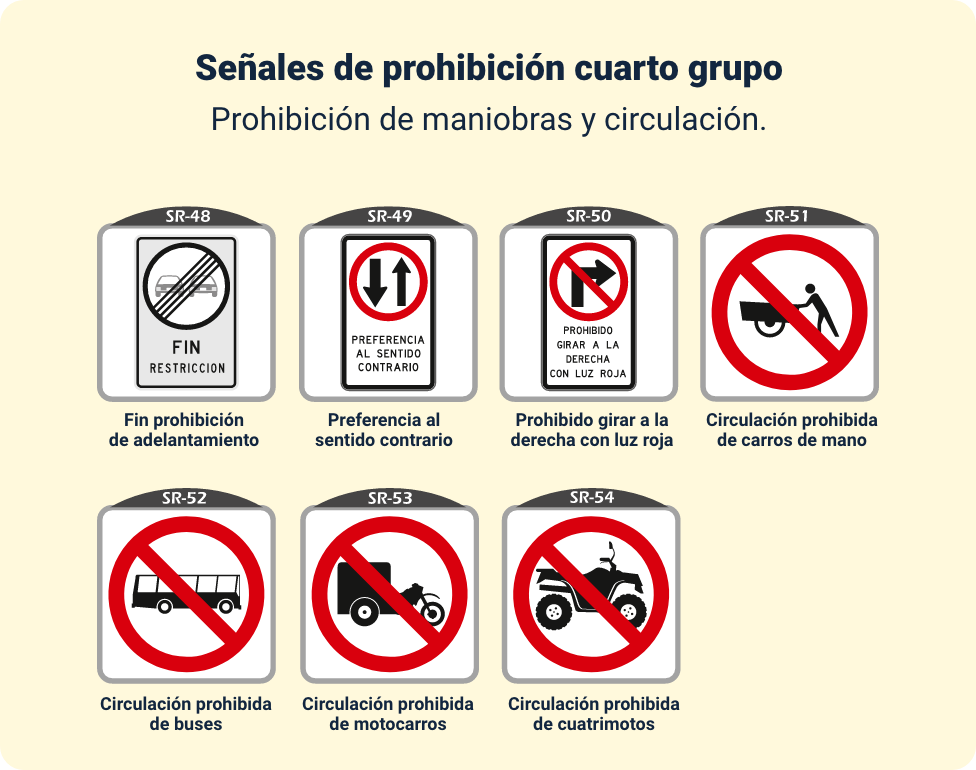 Señales de prohibición cuarto grupo
Prohibición de maniobras y circulación.
SR-48
FIN
RESTRICCION
Fin prohibición
de adelantamiento
SR-49
PREFERENCIA
AL SENTIDO
CONTRARIO
Preferencia al
sentido contrario
SR-50
PROHIBIDO
GIRAR A LA
DERECHA
CON LUZ ROJA
Prohibido girar a la
derecha con luz roja
SR-51
Circulación prohibida
de carros de mano
SR-52
Circulación prohibida
de buses
SR-53
Circulación prohibida
de motocarros
SR-54
Circulación prohibida
de cuatrimotos